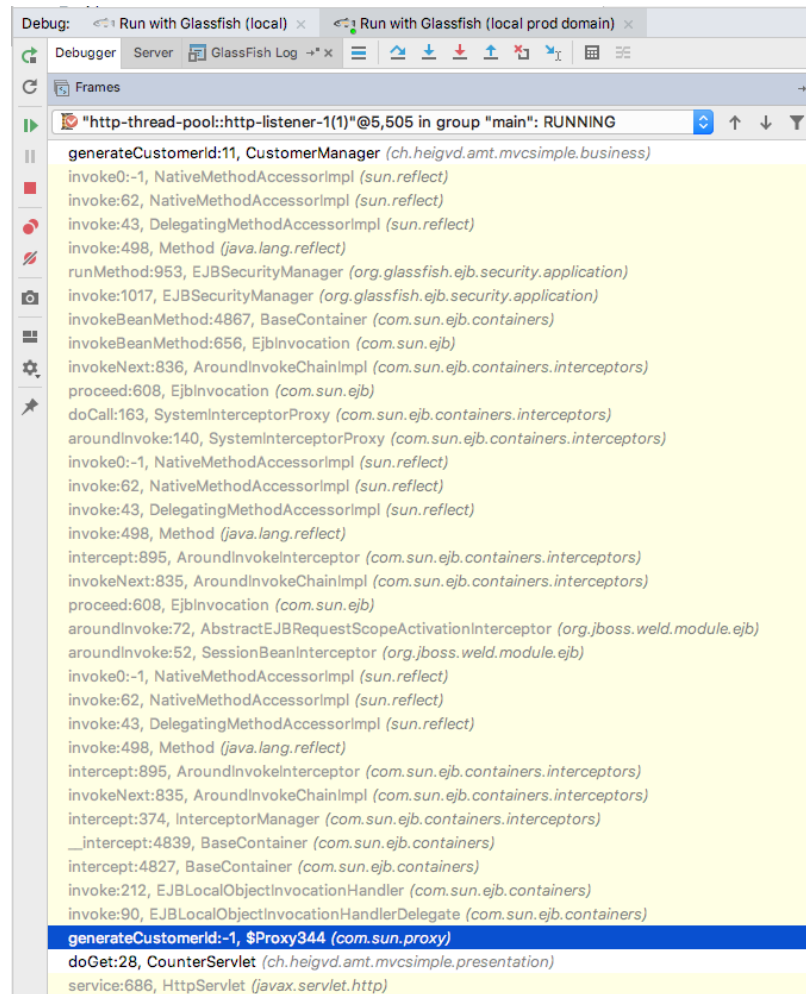 Debug: Run with Glassfish (local) × Run with Glassfish (local prod domain) ×
Debugger Server GlassFish Log
Frames
"http-thread-pool::http-listener-1(1)"@5,505 in group "main": RUNNING
generateCustomerId:11, CustomerManager (ch.heigvd.amt.mvcsimple.business)
invoke0:-1, NativeMethodAccessorImpl (sun.reflect)
invoke:62, NativeMethodAccessorImpl (sun.reflect)
invoke:43, DelegatingMethodAccessorImpl (sun.reflect)
invoke:498, Method (java.lang.reflect)
runMethod:953, EJBSecurityManager (org.glassfish.ejb.security.application)
invoke:1017, EJBSecurityManager (org.glassfish.ejb.security.application)
invokeBeanMethod:4867, BaseContainer (com.sun.ejb.containers)
invokeBeanMethod:656, EjbInvocation (com.sun.ejb)
invokeNext:836, AroundInvokeChainImpl (com.sun.ejb.containers.interceptors)
proceed:608, EjbInvocation (com.sun.ejb)
doCall:163, SystemInterceptorProxy (com.sun.ejb.containers.interceptors)
aroundInvoke:140, SystemInterceptorProxy (com.sun.ejb.containers.interceptors)
invoke0:-1, NativeMethodAccessorImpl (sun.reflect)
invoke:62, NativeMethodAccessorImpl (sun.reflect)
invoke:43, DelegatingMethodAccessorImpl (sun.reflect)
invoke:498, Method (java.lang.reflect)
intercept:895, AroundInvokeInterceptor (com.sun.ejb.containers.interceptors)
invokeNext:835, AroundInvokeChainImpl (com.sun.ejb.containers.interceptors)
proceed:608, EjbInvocation (com.sun.ejb)
aroundInvoke:72, AbstractEJBRequestScopeActivationInterceptor (org.jboss.weld.module.ejb)
aroundInvoke:52, SessionBeanInterceptor (org.jboss.weld.module.ejb)
invoke0:-1, NativeMethodAccessorImpl (sun.reflect)
invoke:62, NativeMethodAccessorImpl (sun.reflect)
invoke:43, DelegatingMethodAccessorImpl (sun.reflect)
invoke:498, Method (java.lang.reflect)
intercept:895, AroundInvokeInterceptor (com.sun.ejb.containers.interceptors)
invokeNext:835, AroundInvokeChainImpl (com.sun.ejb.containers.interceptors)
intercept:374, InterceptorManager (com.sun.ejb.containers.interceptors)
__intercept:4839, BaseContainer (com.sun.ejb.containers)
intercept:4827, BaseContainer (com.sun.ejb.containers)
invoke:212, EJBLocalObjectInvocationHandler (com.sun.ejb.containers)
invoke:90, EJBLocalObjectInvocationHandlerDelegate (com.sun.ejb.containers)
generateCustomerId:-1, $Proxy344 (com.sun.proxy)
doGet:28, CounterServlet (ch.heigvd.amt.mvcsimple.presentation)
service:686, HttpServlet (javax.servlet.http)